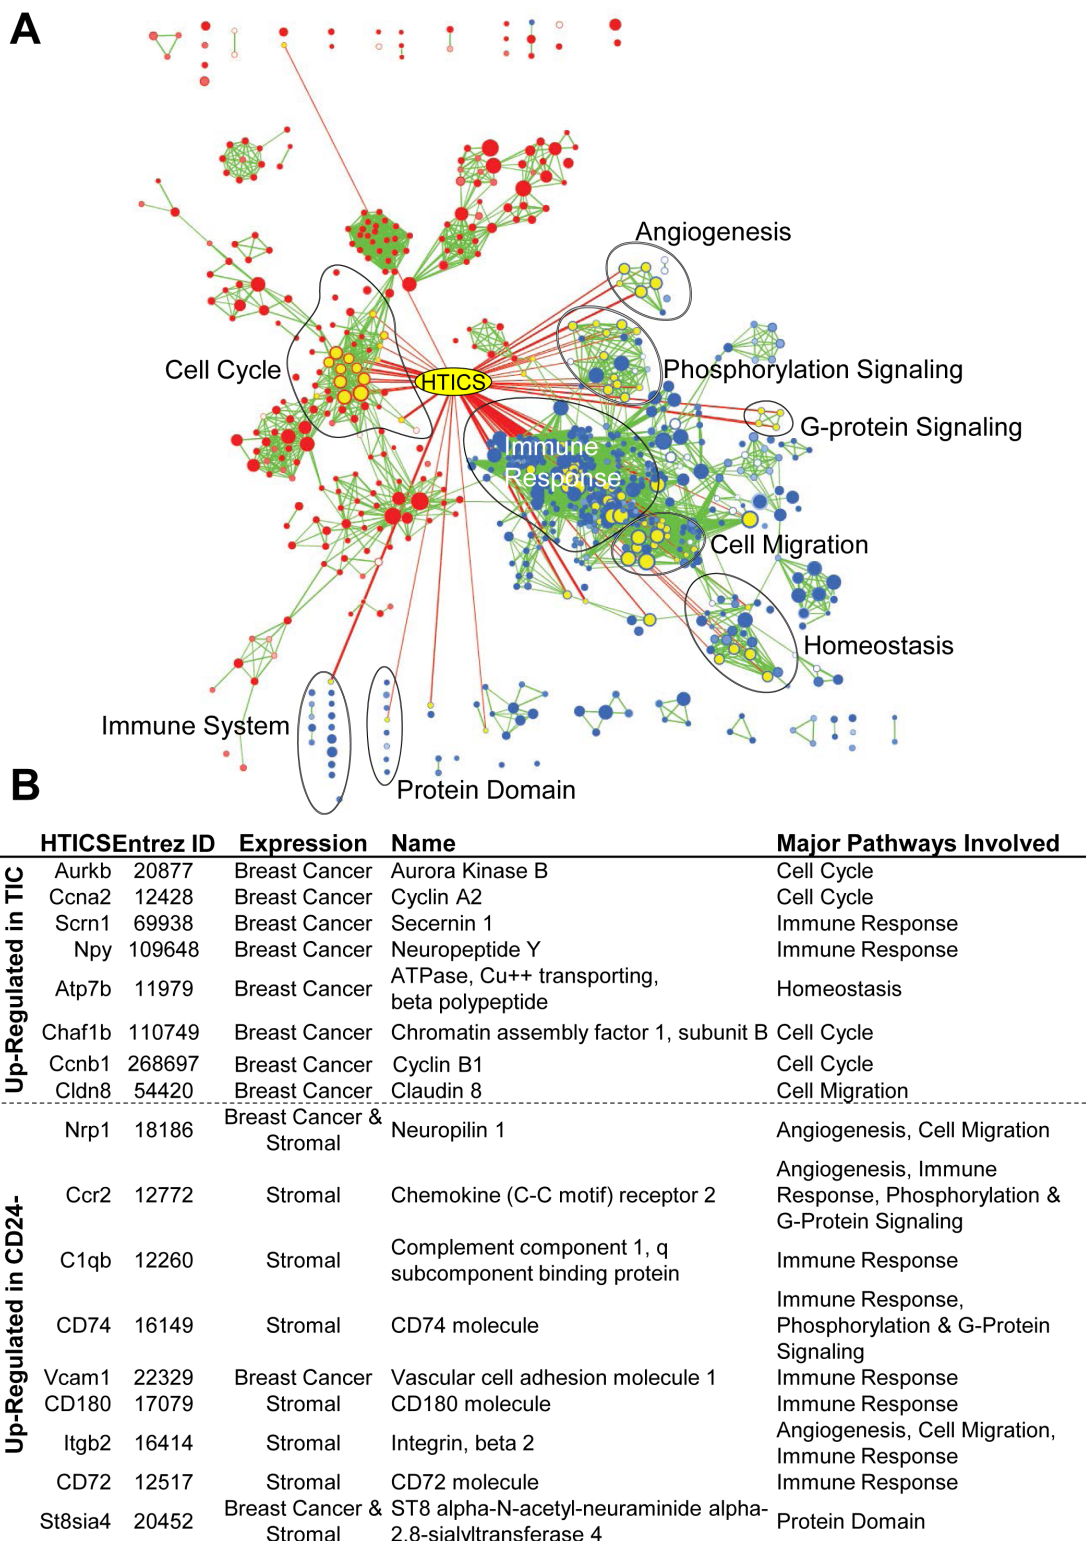 A
Angiogenesis
Cell Cycle
HTICS
Phosphorylation Signaling
G-protein Signaling
Immune
Response
Cell Migration
Homeostasis
Immune System
Protein Domain
B
HTICS Entrez ID Expression Name Major Pathways Involved
Up-Regulated in TIC
Aurkb 20877 Breast Cancer Aurora Kinase B Cell Cycle
Ccna2 12428 Breast Cancer Cyclin A2 Cell Cycle
Scrn1 69938 Breast Cancer Secernin 1 Immune Response
Npy 109648 Breast Cancer Neuropeptide Y Immune Response
Atp7b 11979 Breast Cancer ATPase, Cu++ transporting,
beta polypeptide Homeostasis
Chaf1b 110749 Breast Cancer Chromatin assembly factor 1, subunit B Cell Cycle
Ccnb1 268697 Breast Cancer Cyclin B1 Cell Cycle
Cldn8 54420 Breast Cancer Claudin 8 Cell Migration
Up-Regulated in CD24-
Nrp1 18186 Breast Cancer &
Stromal Neuropilin 1 Angiogenesis, Cell Migration
Ccr2 12772 Stromal Chemokine (C-C motif) receptor 2 Angiogenesis, Immune
Response, Phosphorylation &
G-Protein Signaling
C1qb 12260 Stromal Complement component 1, q
subcomponent binding protein Immune Response
CD74 16149 Stromal CD74 molecule Immune Response,
Phosphorylation & G-Protein
Signaling
Vcam1 22329 Breast Cancer Vascular cell adhesion molecule 1 Immune Response
CD180 17079 Stromal CD180 molecule Immune Response
Itgb2 16414 Stromal Integrin, beta 2 Angiogenesis, Cell Migration,
Immune Response
CD72 12517 Stromal CD72 molecule Immune Response
St8sia4 20452 Breast Cancer &
Stromal ST8 alpha-N-acetyl-neuraminide alpha-
2,8-sialyltransferase 4 Protein Domain